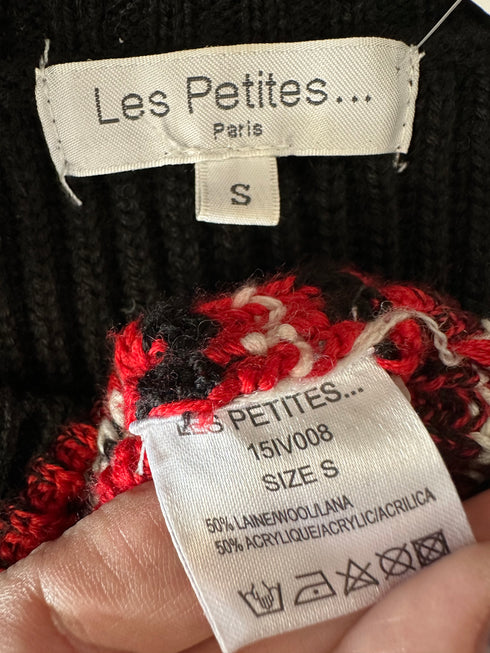 Les Petites...
Paris
S
LES PETITES...
15IV008
SIZE S
50% LAINE/WOOL/LANA
50% ACRYLIQUE/ACRYLIC/ACRILICA